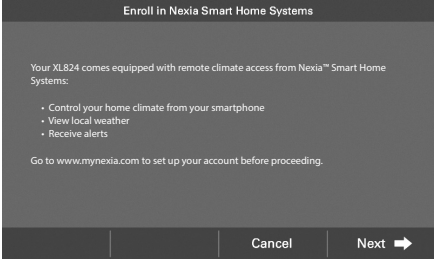 Enroll in Nexia Smart Home Systems
Your XL824 comes equipped with remote climate access from Nexia™ Smart Home
Systems:
• Control your home climate from your smartphone
• View local weather
• Receive alerts
Go to www.mynexia.com to set up your account before proceeding.
Cancel
Next